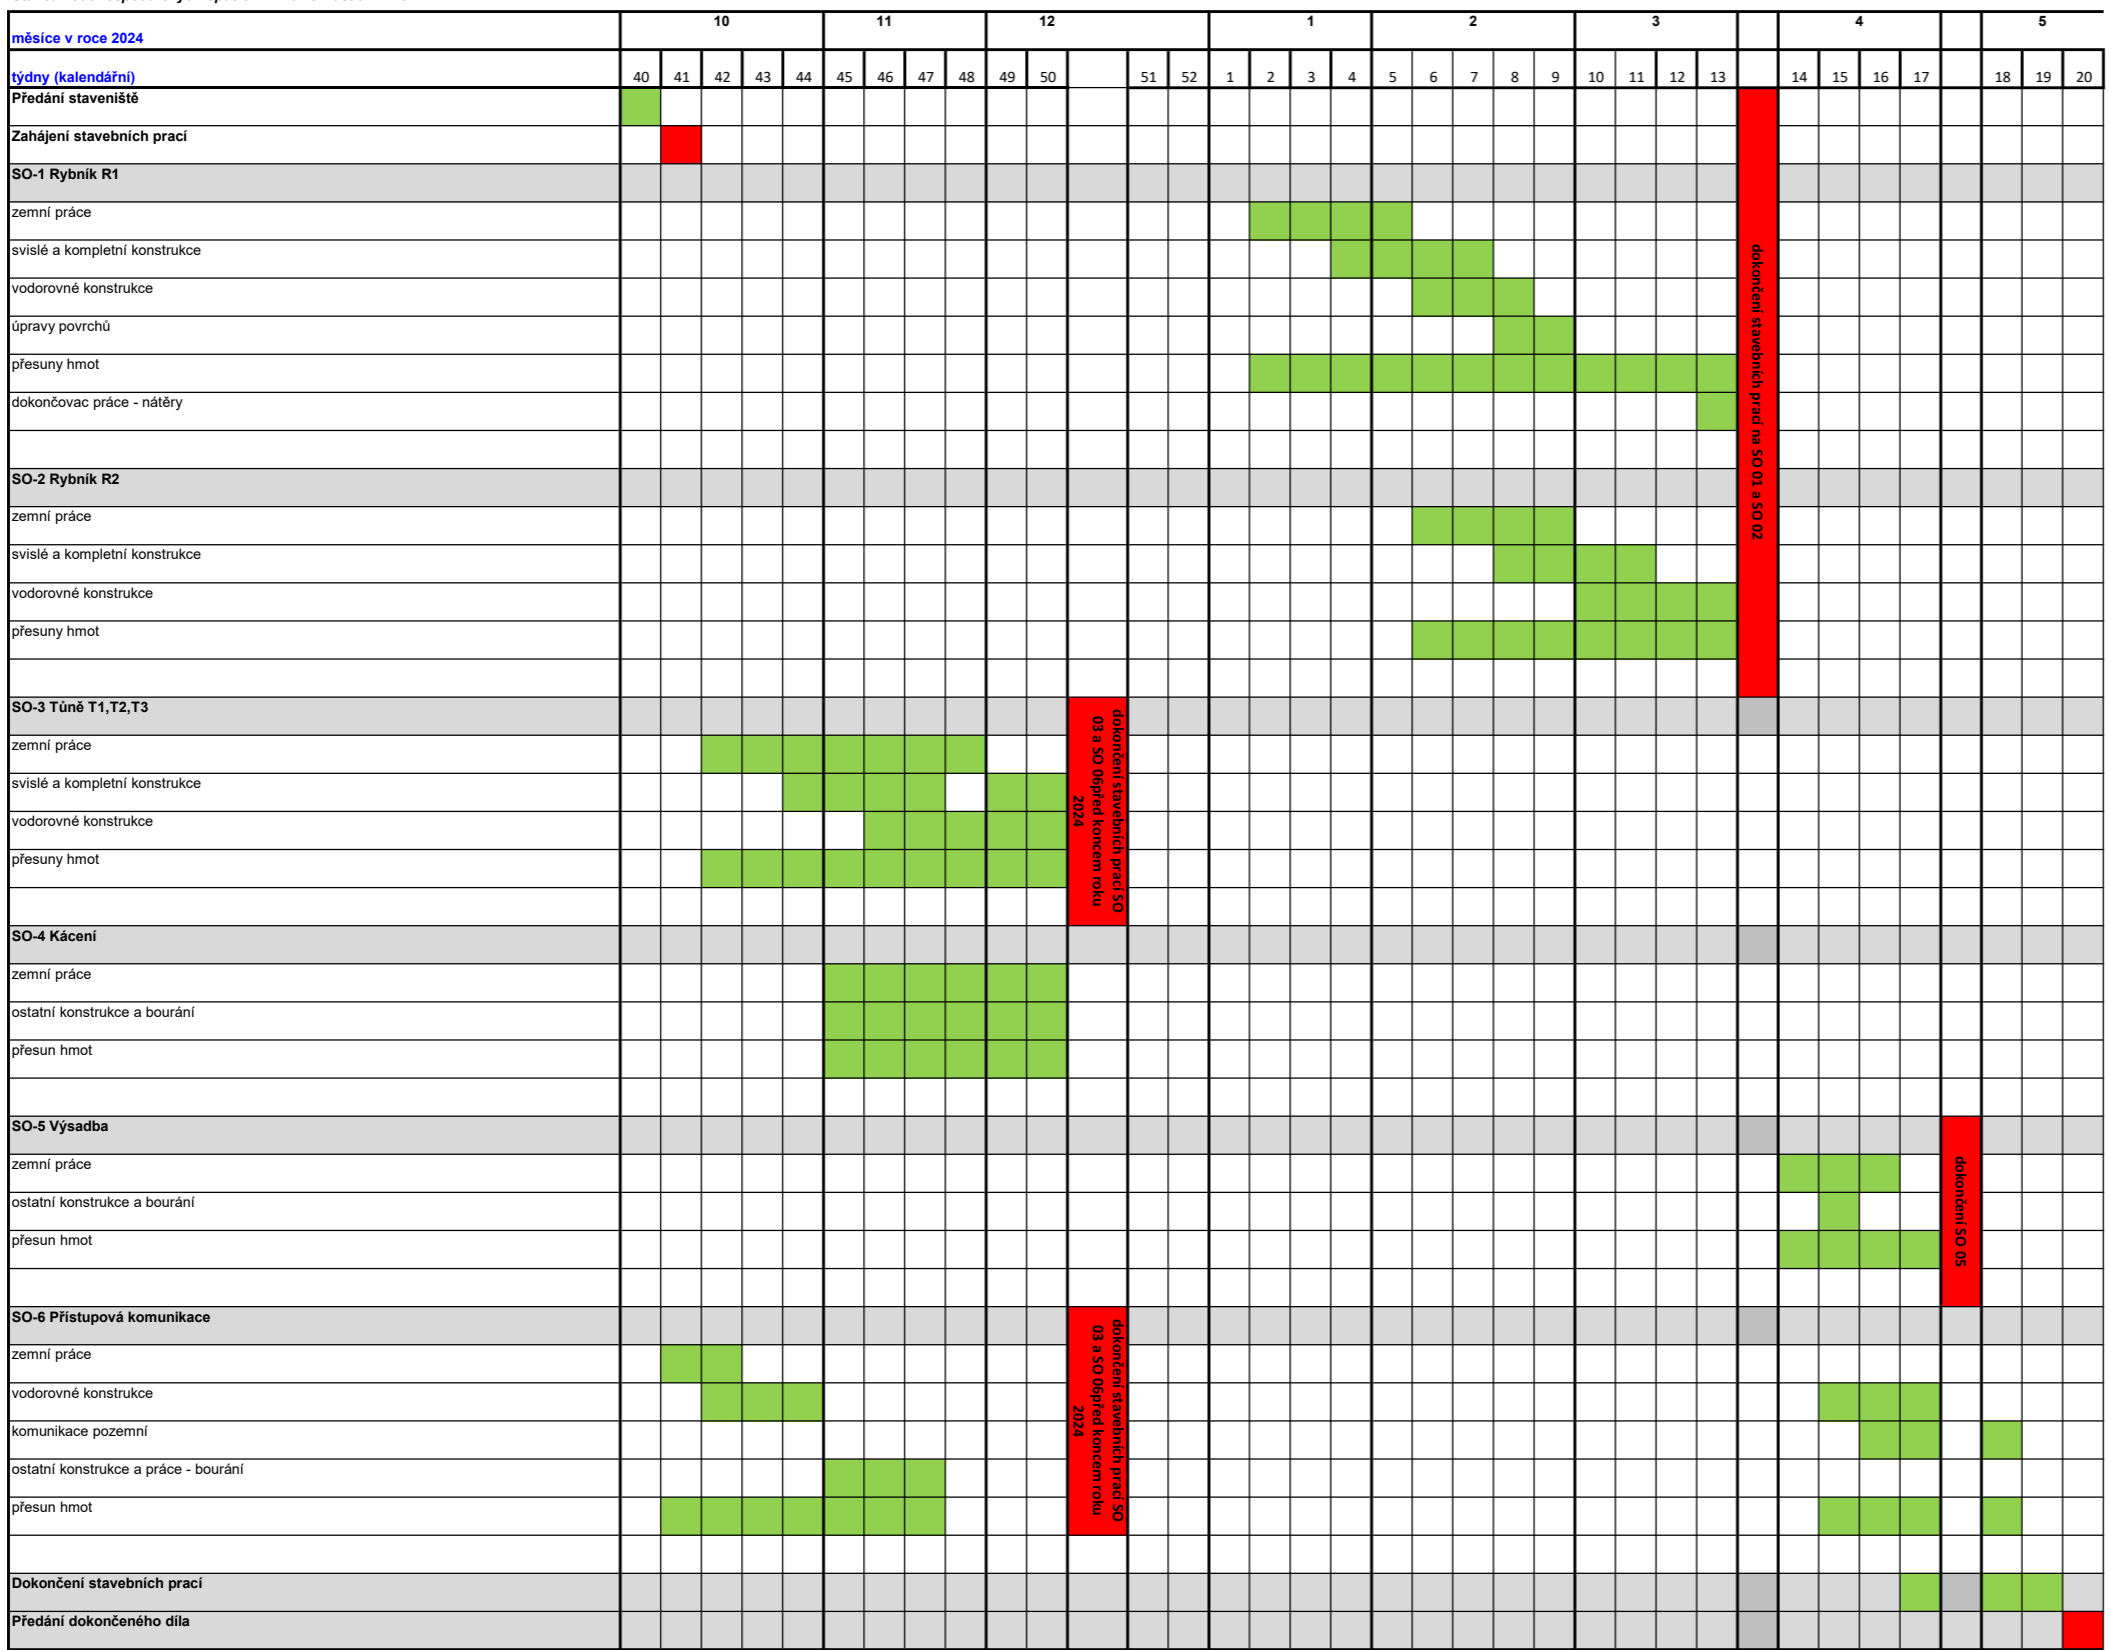 10 11 12 1 2 3 4 5
měsíce v roce 2024
týdny (kalendářní) 40 41 42 43 44 45 46 47 48 49 50 51 52 1 2 3 4 5 6 7 8 9 10 11 12 13 14 15 16 17 18 19 20
Předání staveniště
Zahájení stavebních prací
SO-1 Rybník R1
zemní práce
svislé a kompletní konstrukce
vodorovné konstrukce
úpravy povrchů
přesuny hmot
dokončovac práce - nátěry
dokončení stavebních prací na SO 01 a SO 02
SO-2 Rybník R2
zemní práce
svislé a kompletní konstrukce
vodorovné konstrukce
přesuny hmot
SO-3 Tůně T1,T2,T3
zemní práce
svislé a kompletní konstrukce
vodorovné konstrukce
přesuny hmot
dokončení stavebních prací SO
03 a SO 06před koncem roku
2024
SO-4 Kácení
zemní práce
ostatní konstrukce a bourání
přesun hmot
SO-5 Výsadba
zemní práce
ostatní konstrukce a bourání
přesun hmot
dokončení SO 05
SO-6 Přístupová komunikace
zemní práce
vodorovné konstrukce
komunikace pozemní
ostatní konstrukce a práce - bourání
přesun hmot
dokončení stavebních prací SO
03 a SO 06před koncem roku
2024
Dokončení stavebních prací
Předání dokončeného díla